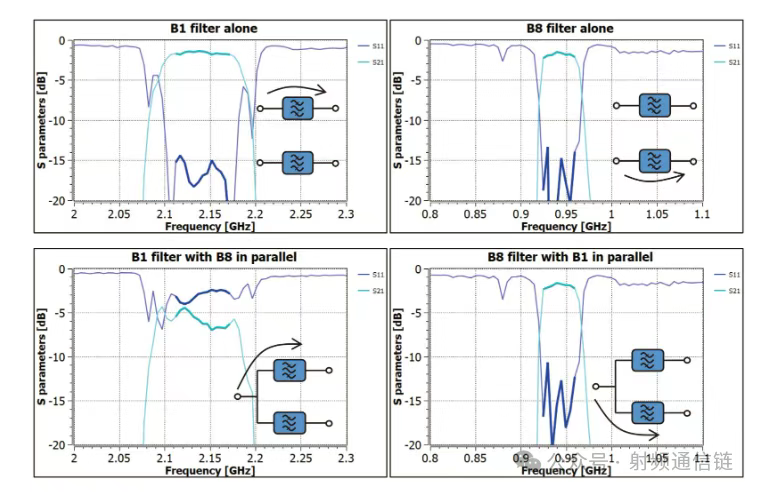 B1 filter alone
S parameters [dB]
0
-5
-10
-15
-20
2
2.05
2.1
2.15
2.2
2.25
2.3
Frequency [GHz]
S11
S21
B8 filter alone
S parameters [dB]
0
-5
-10
-15
-20
0.8
0.85
0.9
0.95
1
1.05
1.1
Frequency [GHz]
S11
S21
B1 filter with B8 in parallel
S parameters [dB]
0
-5
-10
-15
-20
2
2.05
2.1
2.15
2.2
2.25
2.3
Frequency [GHz]
S11
S21
B8 filter with B1 in parallel
S parameters [dB]
0
-5
-10
-15
-20
0.8
0.85
0.9
0.95
1
1.05
1.1
Frequency [GHz]
S11
S21
公众号 · 射频通信链